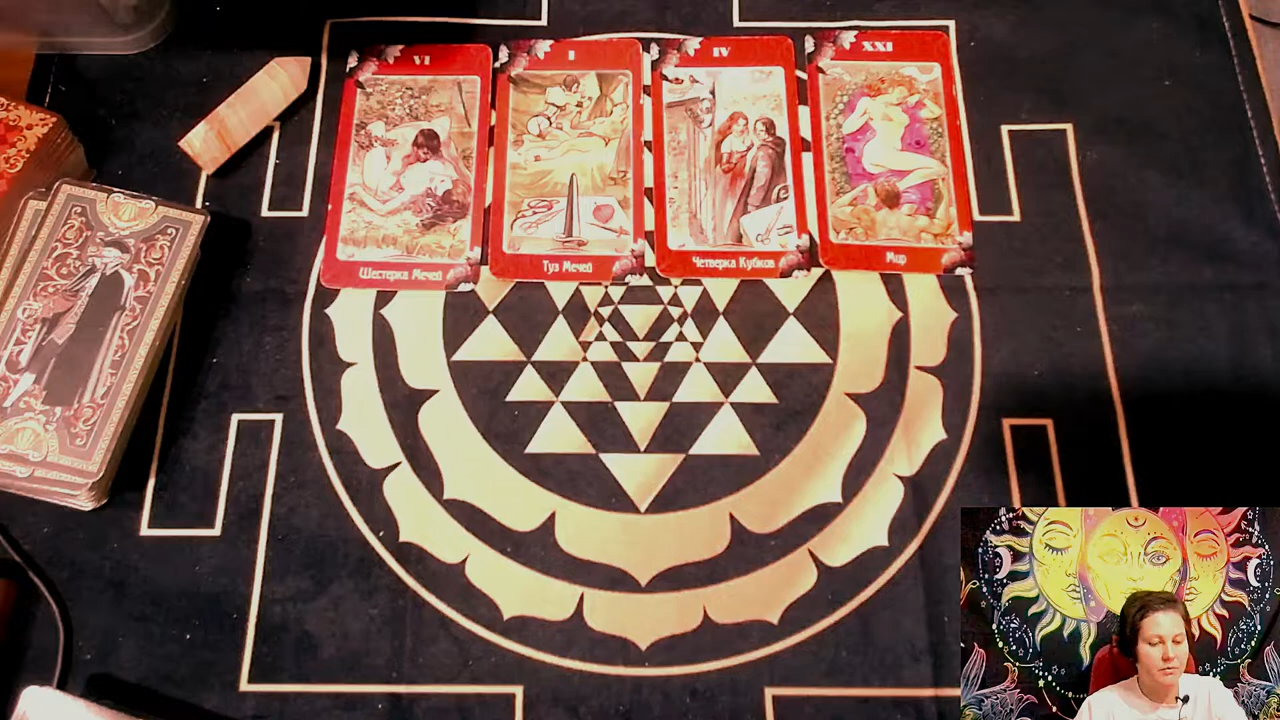 VI
I
IV
XXI
Шестерка Мечей
Туз Мечей
Четверка Кубков
Мир